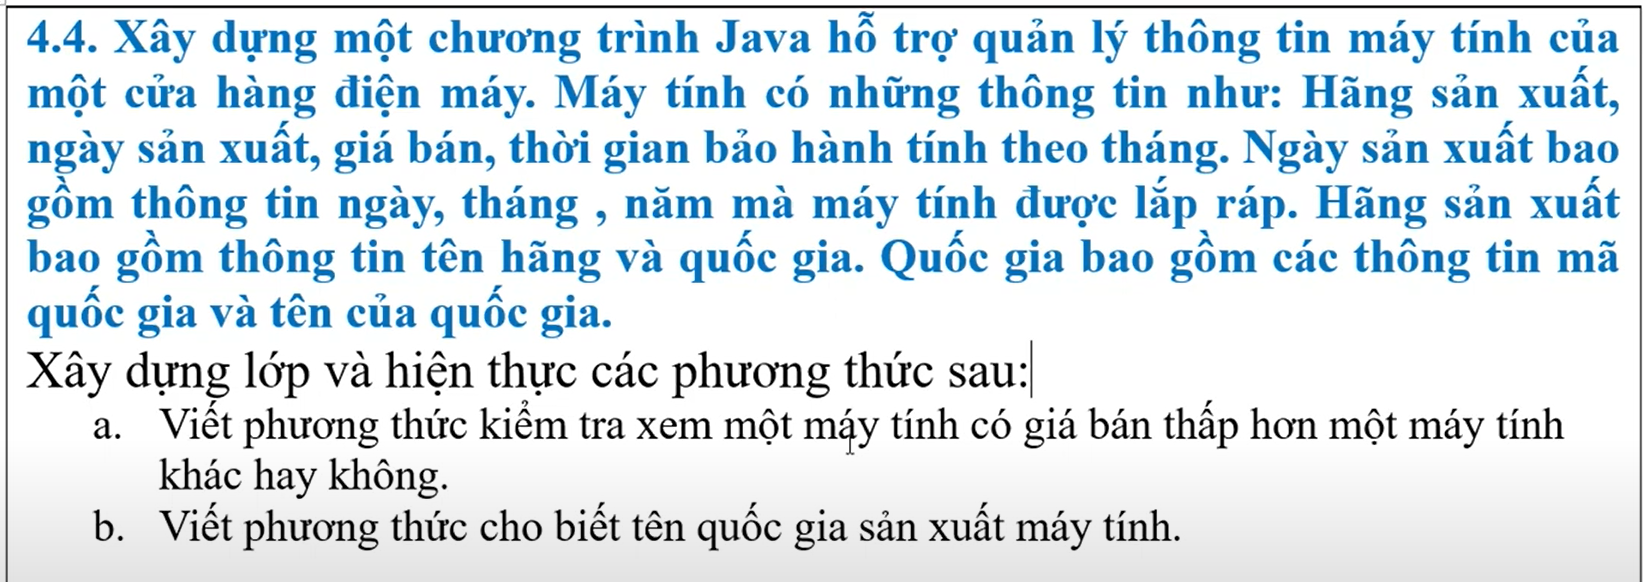 4.4. Xây dựng một chương trình Java hỗ trợ quản lý thông tin máy tính của
một cửa hàng điện máy. Máy tính có những thông tin như: Hãng sản xuất,
ngày sản xuất, giá bán, thời gian bảo hành tính theo tháng. Ngày sản xuất bao
gồm thông tin ngày, tháng , năm mà máy tính được lắp ráp. Hãng sản xuất
bao gồm thông tin tên hãng và quốc gia. Quốc gia bao gồm các thông tin mã
quốc gia và tên của quốc gia.
Xây dựng lớp và hiện thực các phương thức sau:
a. Viết phương thức kiểm tra xem một máy tính có giá bán thấp hơn một máy tính
khác hay không.
b. Viết phương thức cho biết tên quốc gia sản xuất máy tính.